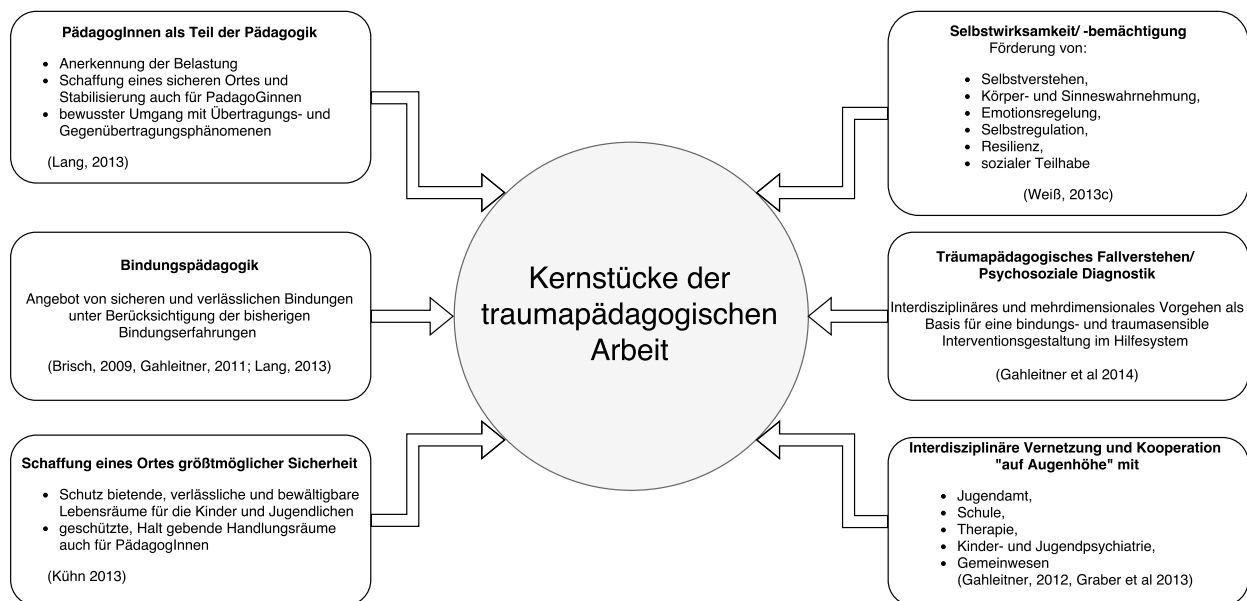 PädagogInnen als Teil der Pädagogik
Anerkennung der Belastung
Schaffung eines sicheren Ortes und
Stabilisierung auch für PadagoGinnen
bewusster Umgang mit Übertragungs- und
Gegenübertragungsphänomenen
(Lang, 2013)
Bindungspädagogik
Angebot von sicheren und verlässlichen Bindungen
unter Berücksichtigung der bisherigen
Bindungserfahrungen
(Brisch, 2009, Gahleitner, 2011; Lang, 2013)
Schaffung eines Ortes größtmöglicher Sicherheit
Schutz bietende, verlässliche und bewältigbare
Lebensräume für die Kinder und Jugendlichen
geschützte, Halt gebende Handlungsräume
auch für PädagogInnen
(Kühn 2013)
Kernstücke der
traumapädagogischen
Arbeit
Selbstwirksamkeit/ -bemächtigung
Förderung von:
Selbstverstehen,
Körper- und Sinneswahrnehmung,
Emotionsregelung,
Selbstregulation,
Resilienz,
sozialer Teilhabe
(Weiß, 2013c)
Träumapädagogisches Fallverstehen/
Psychosoziale Diagnostik
Interdisziplinäres und mehrdimensionales Vorgehen als
Basis für eine bindungs- und traumasensible
Interventionsgestaltung im Hilfesystem
(Gahleitner et al 2014)
Interdisziplinäre Vernetzung und Kooperation
"auf Augenhöhe" mit
Jugendamt,
Schule,
Therapie,
Kinder- und Jugendpsychiatrie,
Gemeinwesen
(Gahleitner, 2012, Graber et al 2013)